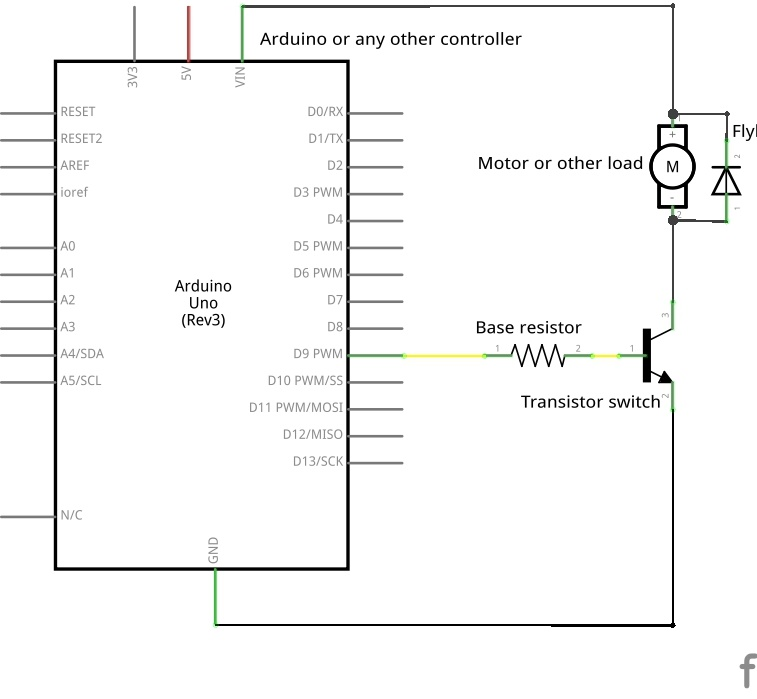 Arduino or any other controller
3V3
5V
VIN
RESET
RESET2
AREF
ioref
A0
A1
A2
A3
A4/SDA
A5/SCL
N/C
D0/RX
D1/TX
D2
D3 PWM
D4
D5 PWM
D6 PWM
D7
D8
D9 PWM
D10 PWM/SS
D11 PWM/MOSI
D12/MISO
D13/SCK
GND
Arduino
Uno
(Rev3)
Motor or other load
1
+
M
-
2
Flyl
2
1
Base resistor
1
2
1
3
2
Transistor switch
f